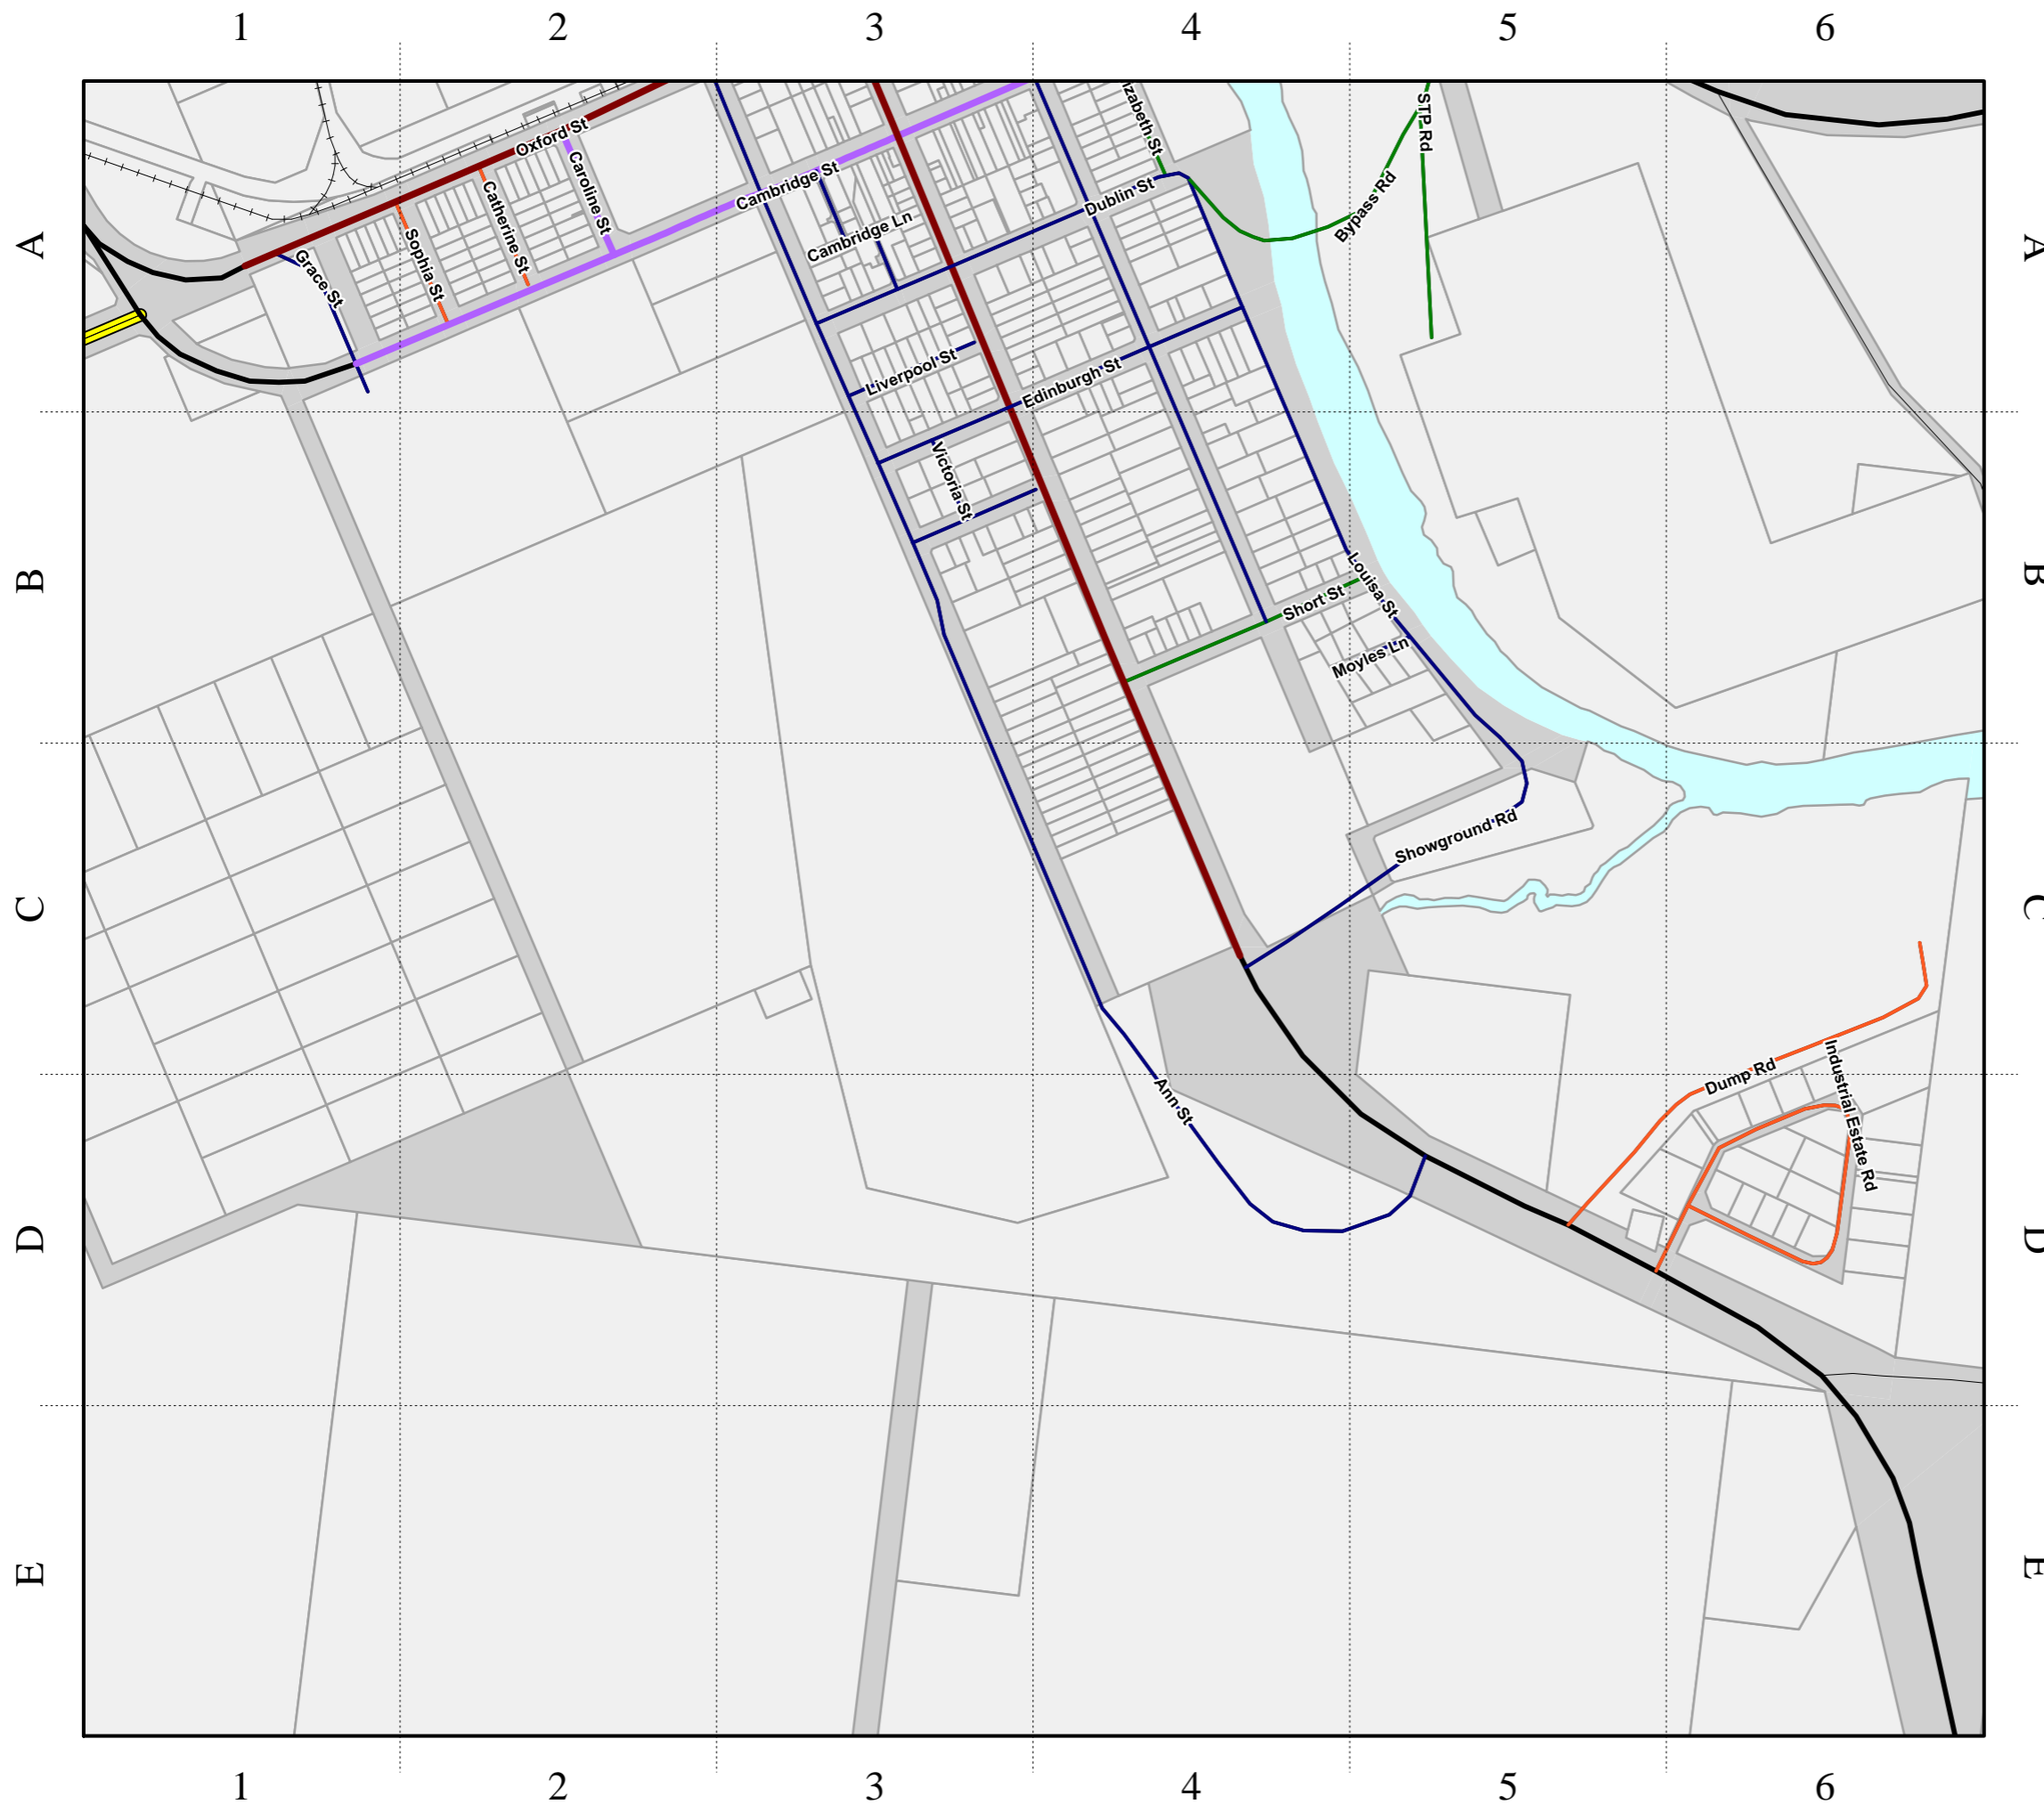 1 2 3 4 5 6
zabeth St
STP Rd
Oxford St
Caroline St
Cambridge St
Catherine St
Dublin St
Bypass Rd
A
Sophia St
Cambridge Ln
A
Grace St
Liverpool St
Edinburgh St
Victoria St
B
Louisa St
B
Short St
Moyles Ln
Showground Rd
C
C
Dump Rd
Industrial Estate Rd
Ann St
D
D
E
E
1 2 3 4 5 6